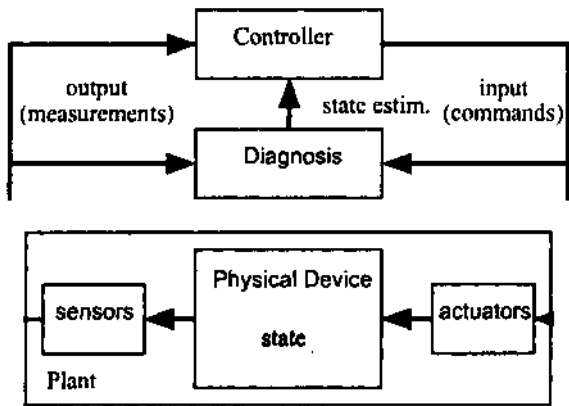 Controller
output
(measurements)
state estim.
input
(commands)
Diagnosis
Physical Device
sensors
state
actuators
Plant